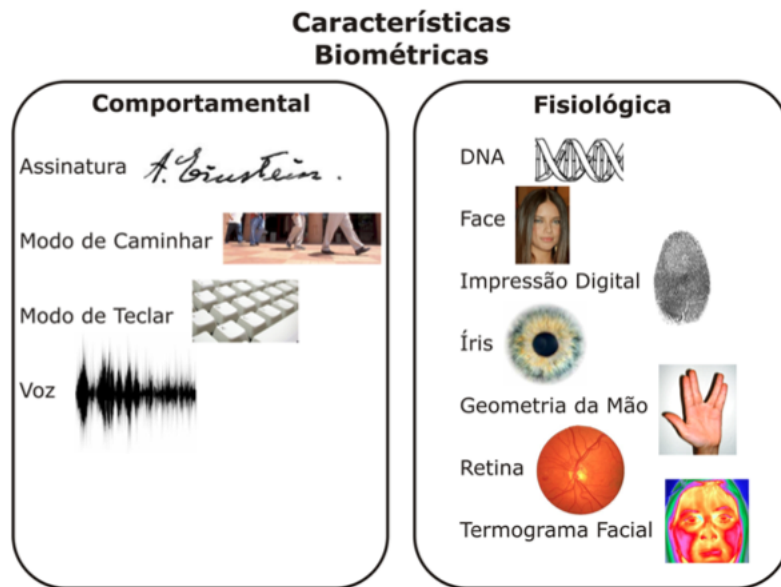 Características
Biométricas
Comportamental
Assinatura A. Einstein.
Modo de Caminhar
Modo de Teclar
Voz
Fisiológica
DNA
Face
Impressão Digital
Íris
Geometria da Mão
Retina
Termograma Facial